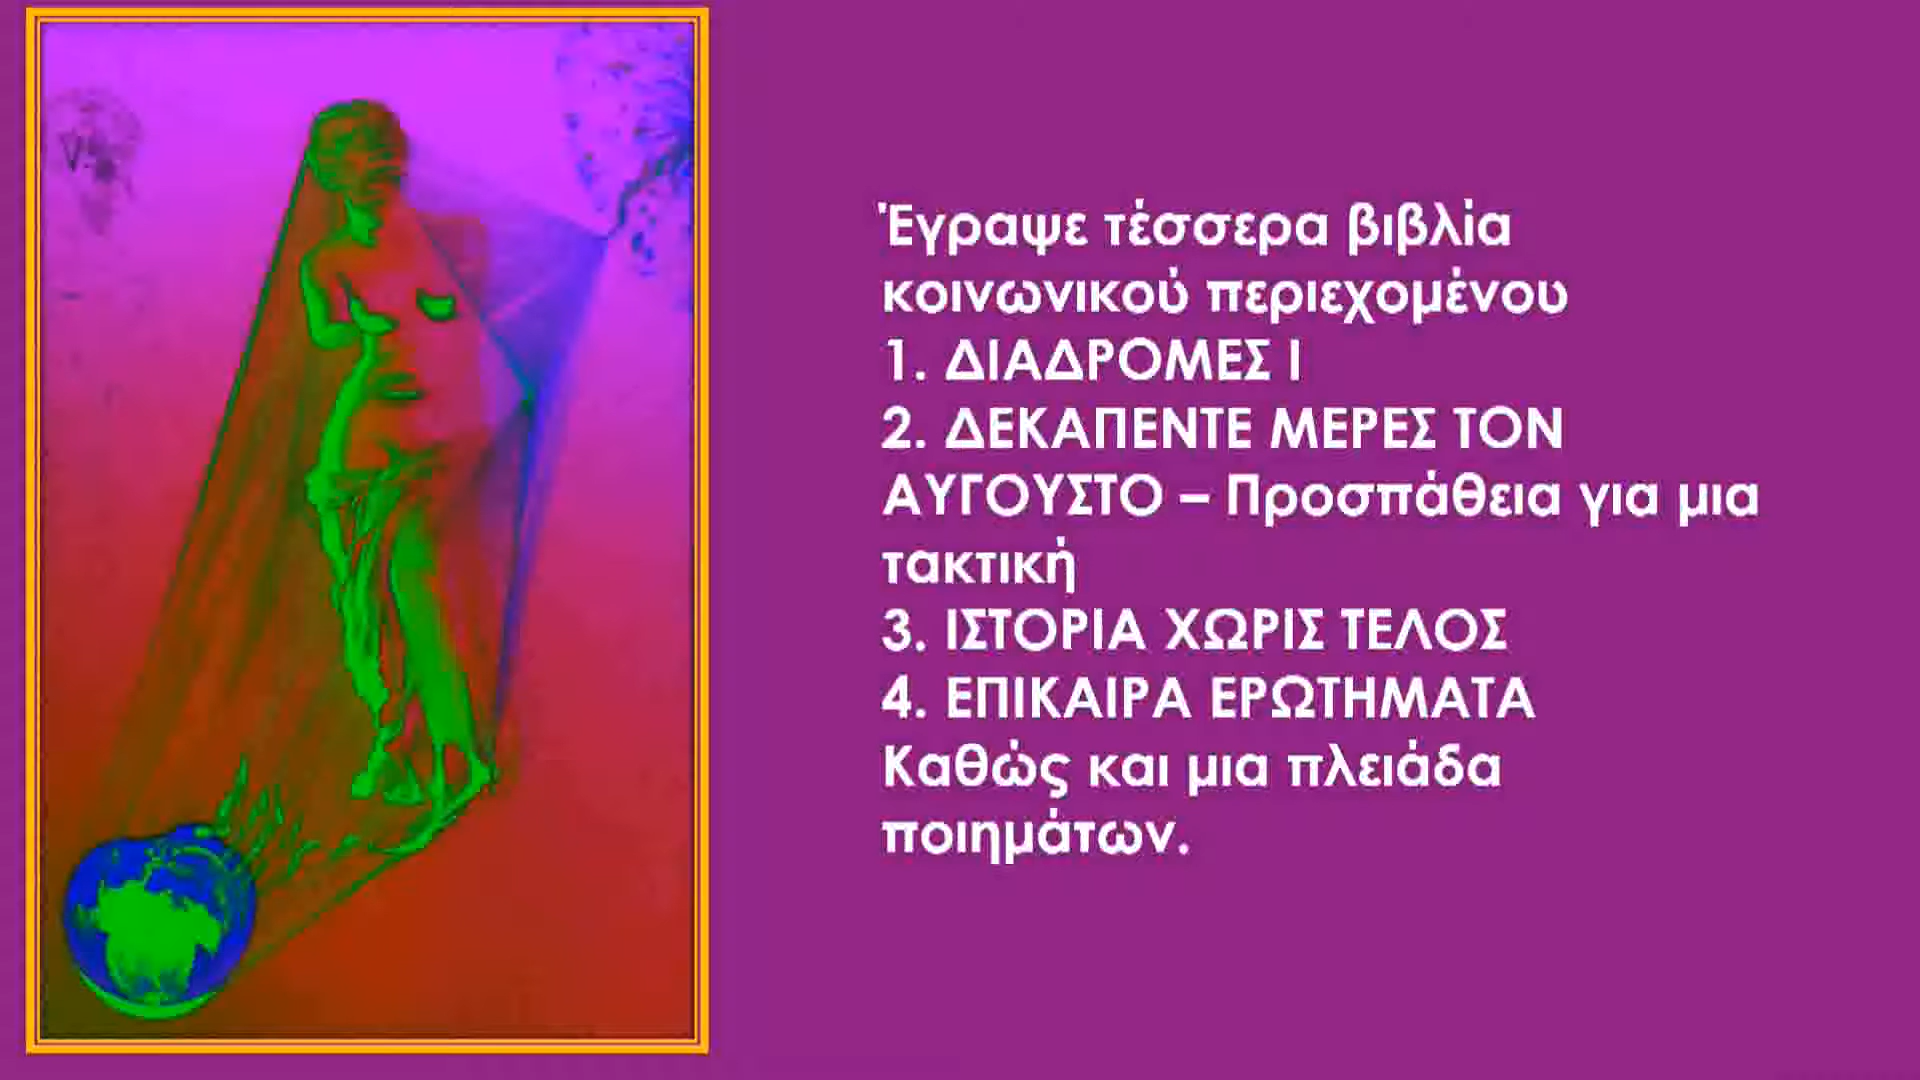 Έγραψε τέσσερα βιβλία
κοινωνικού περιεχομένου
1. ΔΙΑΔΡΟΜΕΣ Ι
2. ΔΕΚΑΠΕΝΤΕ ΜΕΡΕΣ ΤΟΝ
ΑΥΓΟΥΣΤΟ – Προσπάθεια για μια
τακτική
3. ΙΣΤΟΡΙΑ ΧΩΡΙΣ ΤΕΛΟΣ
4. ΕΠΙΚΑΙΡΑ ΕΡΩΤΗΜΑΤΑ
Καθώς και μια πλειάδα
ποιημάτων.